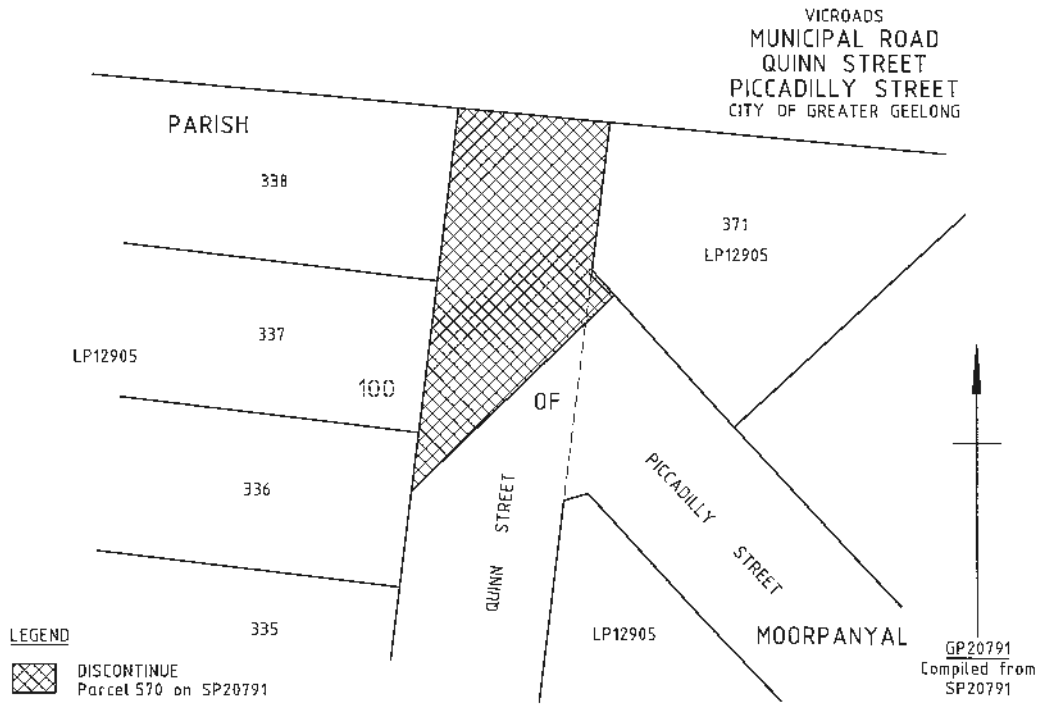 VICROADS
MUNICIPAL ROAD
QUINN STREET
PICCADILLY STREET
CITY OF GREATER GEELONG
PARISH
338
371
LP12905
337
LP12905
100
OF
336
PICCADILLY STREET
QUINN STREET
335
LP12905
MOORPANYAL
LEGEND
DISCONTINUE
Parcel 570 on SP20791
GP20791
Compiled from
SP20791